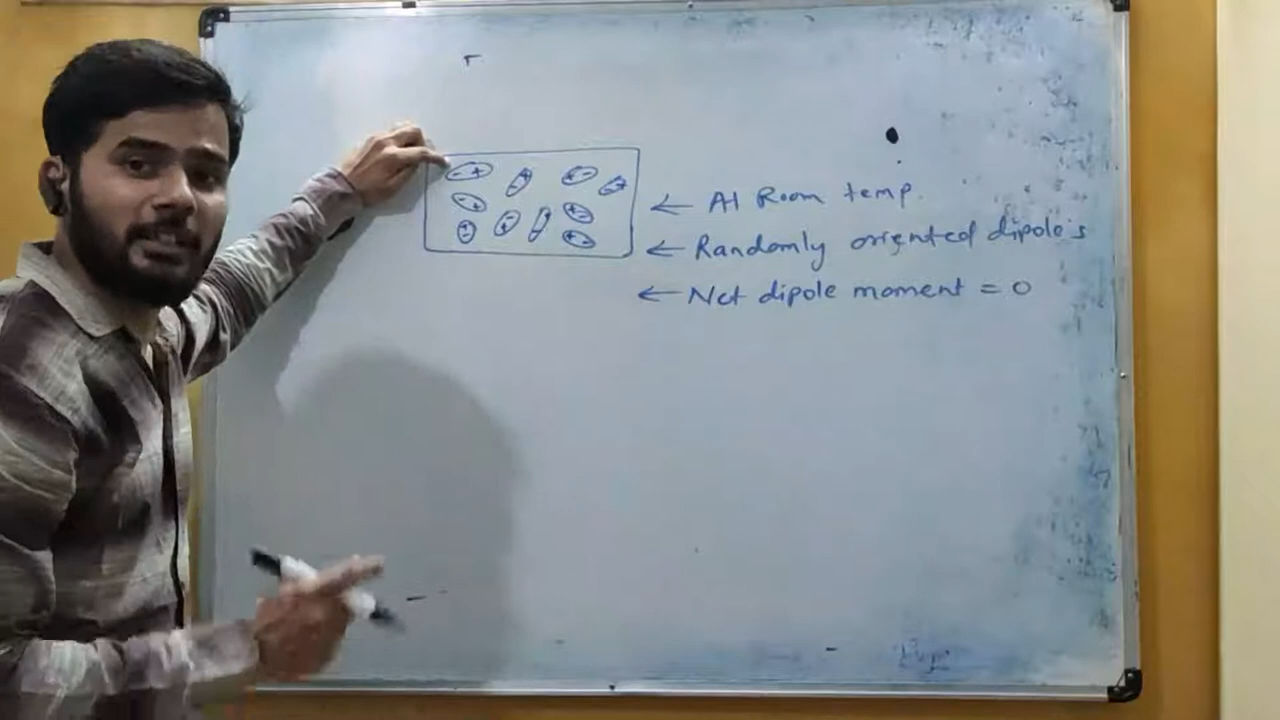 ← At Room temp.
← Randomly oriented dipole's
← Net dipole moment = 0